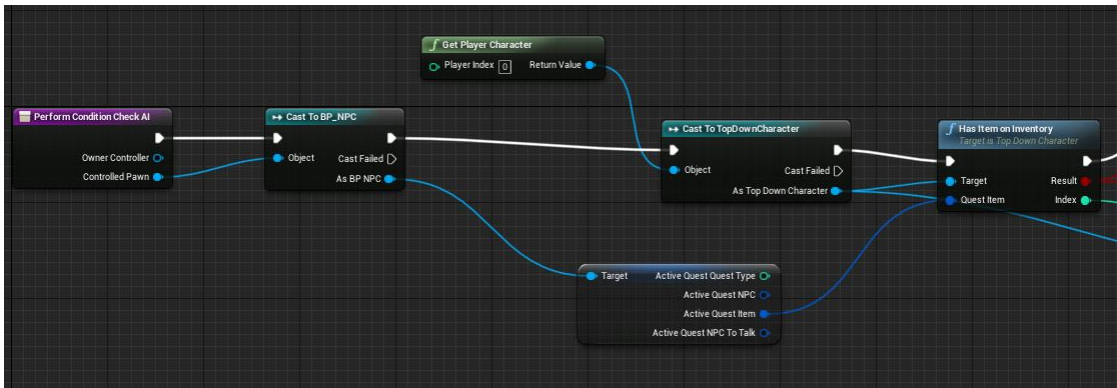 f Get Player Character
Player Index 0 Return Value
Perform Condition Check AI
Owner Controller
Controlled Pawn
Cast To BP_NPC
Object Cast Failed
As BP NPC
Cast To TopDownCharacter
Object Cast Failed
As Top Down Character
f Has Item on Inventory
Target is Top Down Character
Target Result
Quest Item Index
Target Active Quest Quest Type
Active Quest NPC
Active Quest Item
Active Quest NPC To Talk